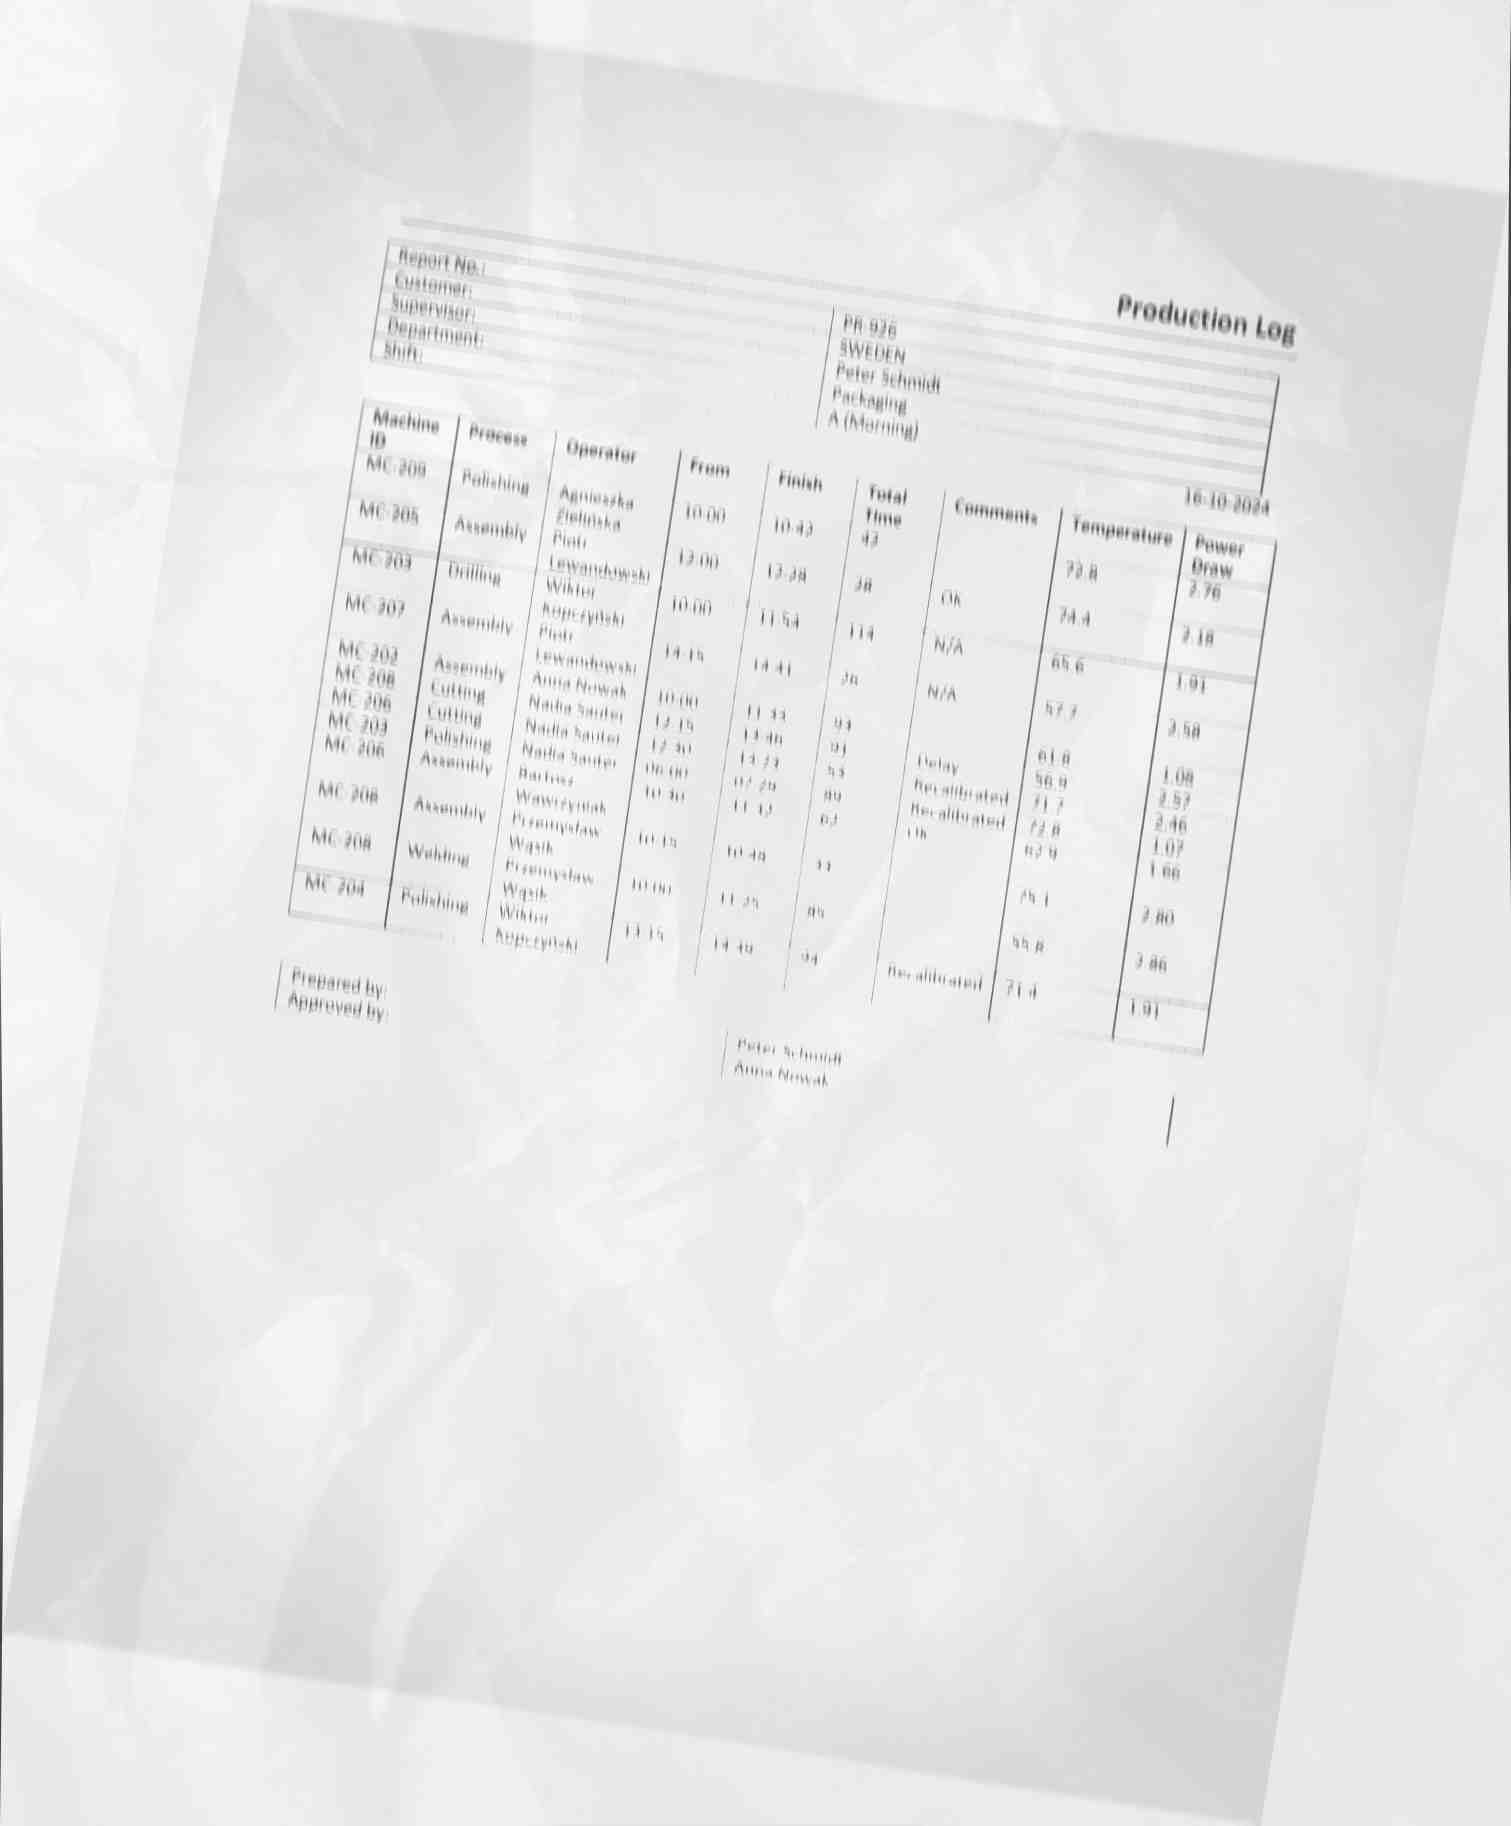 Production Log
Report No.: PR-926
Customer: SWEDEN
Supervisor: Peter Schmidt
Department: Packaging
Shift: A (Morning)
16-10-2024
Machine ID Process Operator From Finish Total Time Comments Temperature Power Draw
MC-209 Polishing Agnieszka Zielińska 10:00 10:43 43 73.8 2.76
MC-205 Assembly Piotr Lewandowski 12:00 12:38 38 OK 74.4 2.18
MC-203 Drilling Wiktor Kopczyński 10:00 11:54 114 N/A 65.6 1.91
MC-207 Assembly Piotr Lewandowski 14:15 14:41 26 N/A 57.7 3.58
MC-202 Assembly Anna Nowak 10:00 11:33 93 Delay 61.8 1.08
MC-208 Cutting Nadia Sauter 12:15 13:46 91 Recalibrated 56.9 2.57
MC-206 Cutting Nadia Sauter 12:30 13:23 53 Recalibrated 71.7 2.46
MC-203 Polishing Nadia Sauter 06:00 07:29 89 OK 72.8 1.07
MC-206 Assembly Bartosz Wawrzyniak 10:30 11:32 62 62.9 1.66
MC-208 Assembly Przemysław Wąsik 10:15 10:48 33 75.1 2.80
MC-208 Welding Przemysław Wąsik 10:00 11:25 85 55.8 3.86
MC-204 Polishing Wiktor Kopczyński 13:15 14:49 94 Recalibrated 71.4 1.91
Prepared by: Peter Schmidt
Approved by: Anna Nowak